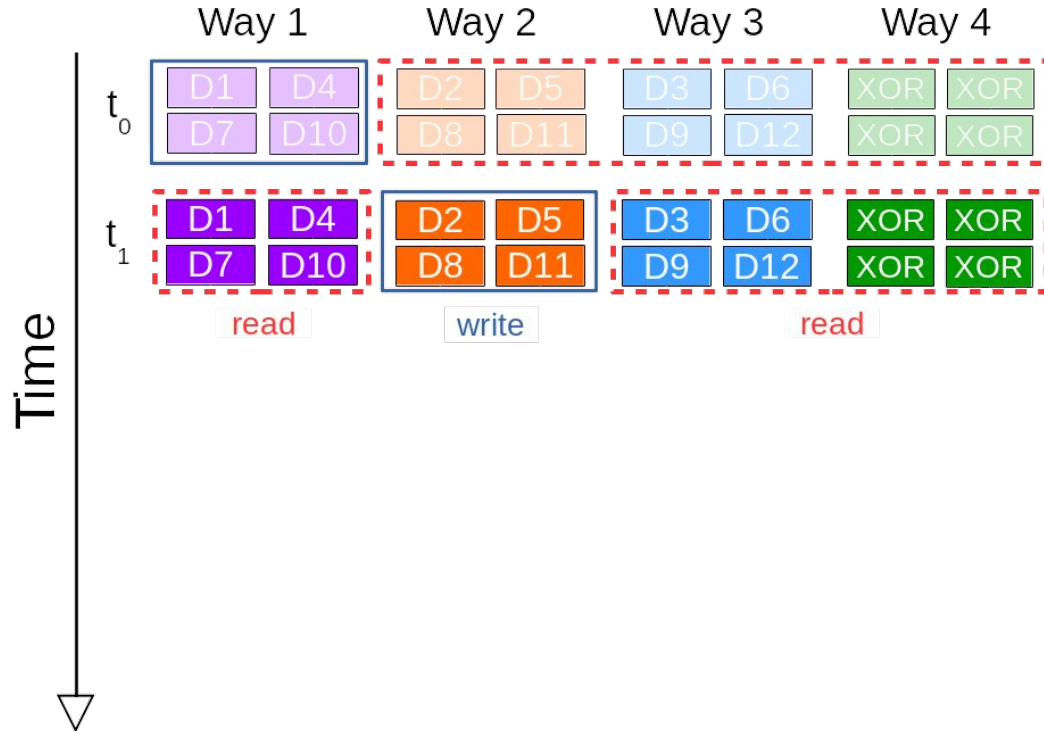 Way 1 Way 2 Way 3 Way 4
t0 D1 D4 D2 D5 D3 D6 XOR XOR
D7 D10 D8 D11 D9 D12 XOR XOR
t1 D1 D4 D2 D5 D3 D6 XOR XOR
D7 D10 D8 D11 D9 D12 XOR XOR
read write read
Time